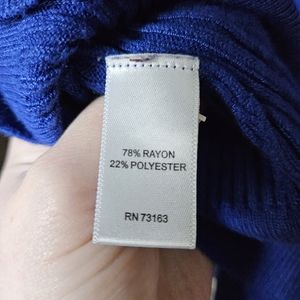 78% RAYON
22% POLYESTER
RN 73163